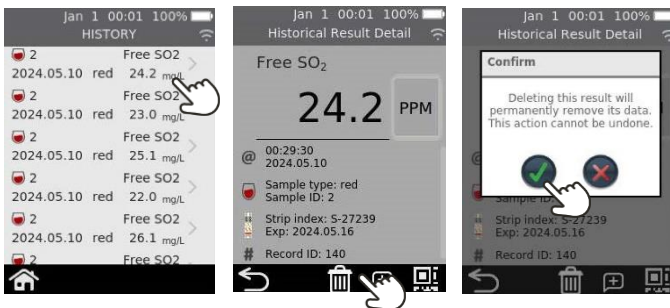 Jan 1 00:01 100%
HISTORY
2 Free SO2
2024.05.10 red 24.2 mg/L
2 Free SO2
2024.05.10 red 23.0 mg/L
2 Free SO2
2024.05.10 red 25.1 mg/L
2 Free SO2
2024.05.10 red 22.0 mg/L
2 Free SO2
2024.05.10 red 26.1 mg/L
2 Free SO2
Jan 1 00:01 100%
Historical Result Detail
Free SO₂
24.2 PPM
@ 00:29:30
2024.05.10
Sample type: red
Sample ID: 2
Strip index: S-27239
Exp: 2024.05.16
# Record ID: 140
Jan 1 00:01 100%
Historical Result Detail
Confirm
Deleting this result will
permanently remove its data.
This action cannot be undone.
Sample ID:
Strip index: S-27239
Exp: 2024.05.16
# Record ID: 140